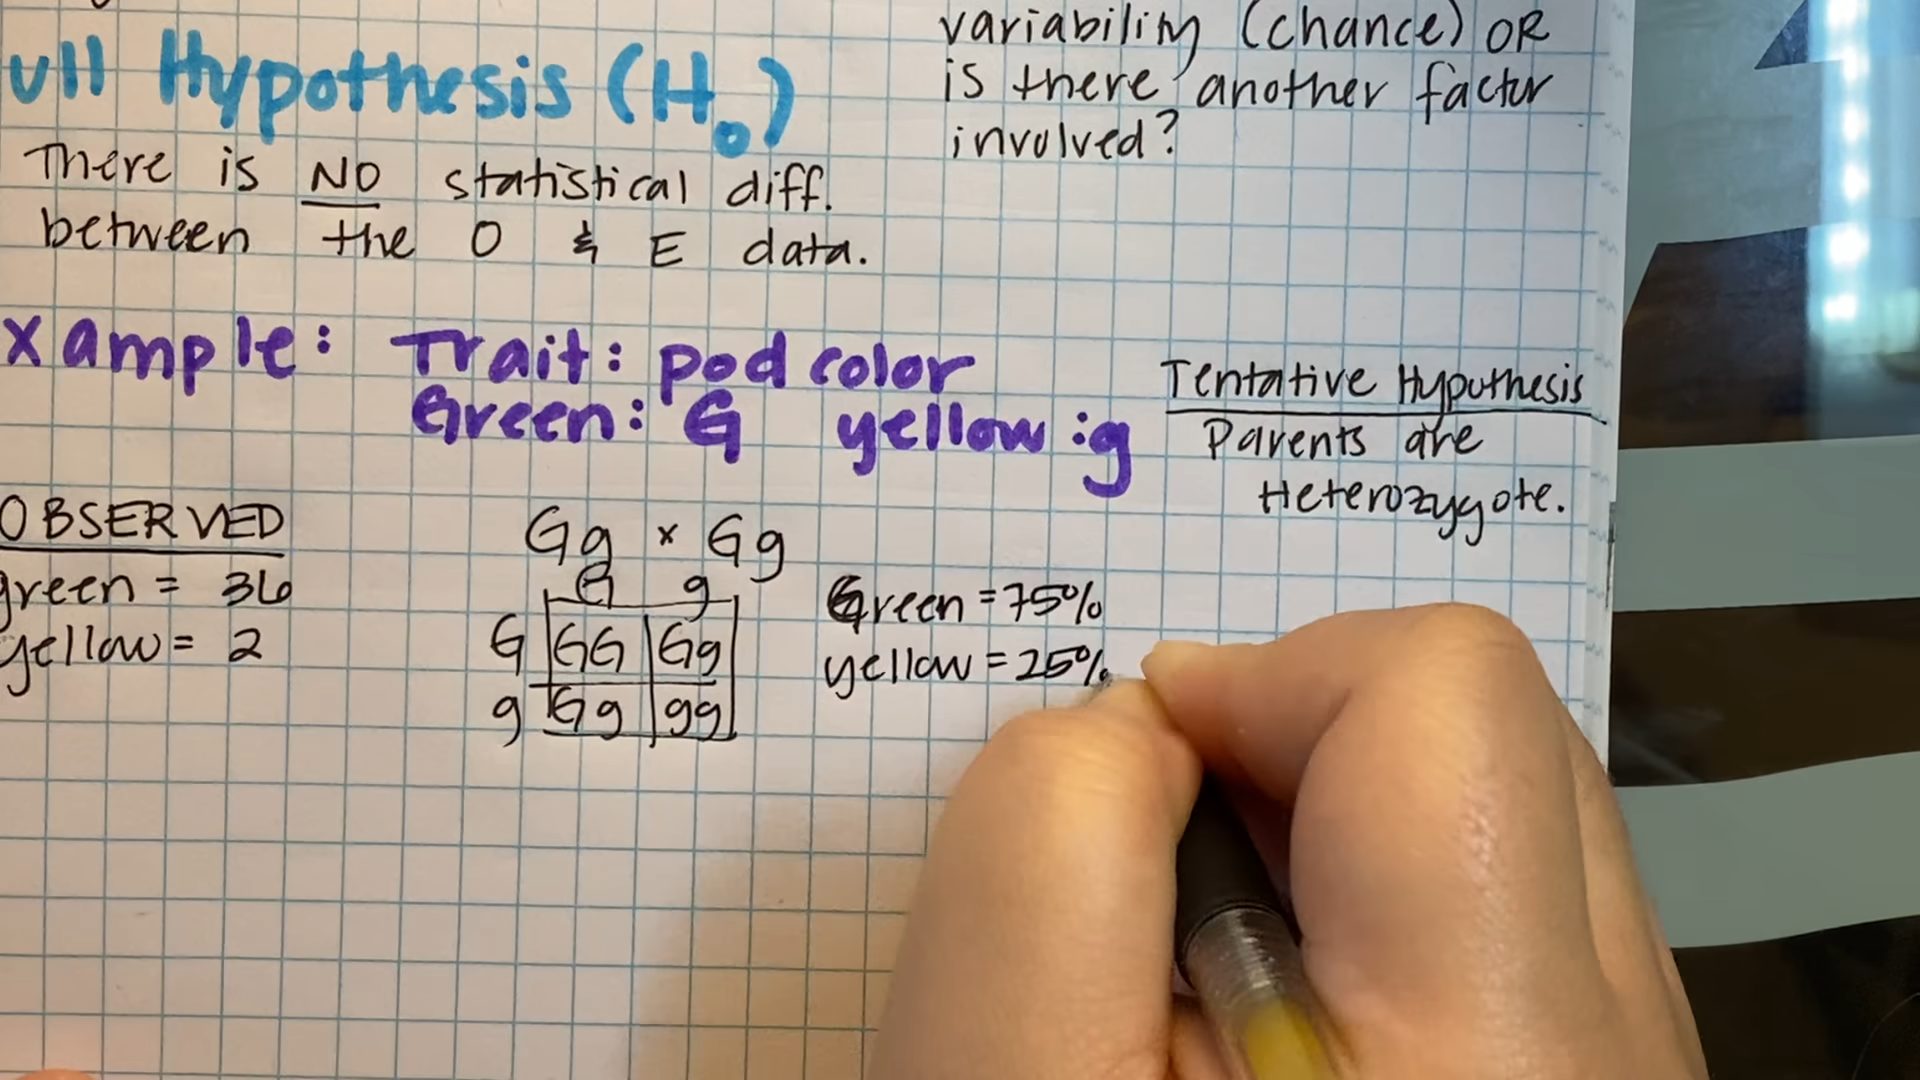 variability (chance) OR
is there another factor
involved?
ull Hypothesis (H₀)
There is NO statistical diff.
between the O & E data.
xample: Trait: pod color
Green: G yellow: g
Tentative Hypothesis
Parents are
Heterozygote.
OBSERVED
green = 36
yellow = 2
Gg x Gg
G g
G GG Gg
g Gg gg
Green = 75%
yellow = 25%